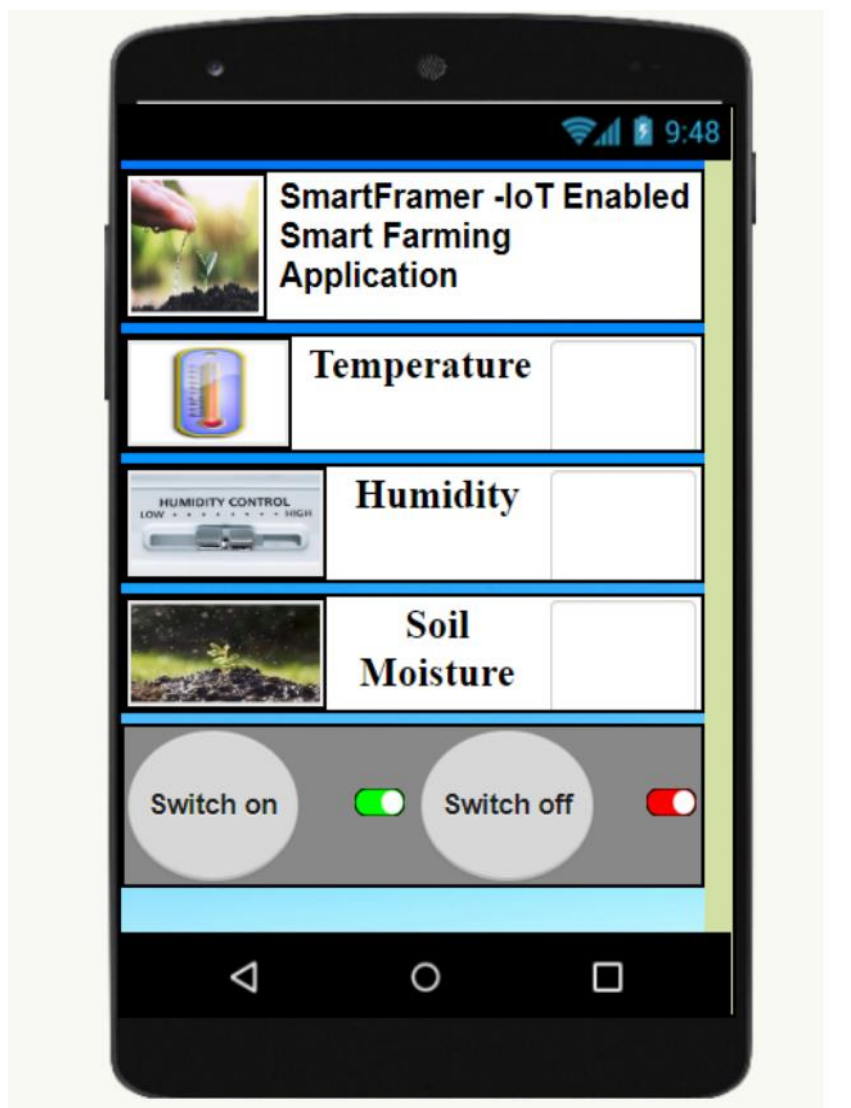 9:48
SmartFramer -IoT Enabled
Smart Farming
Application
Temperature
HUMIDITY CONTROL
LOW HIGH
Humidity
Soil
Moisture
Switch on Switch off